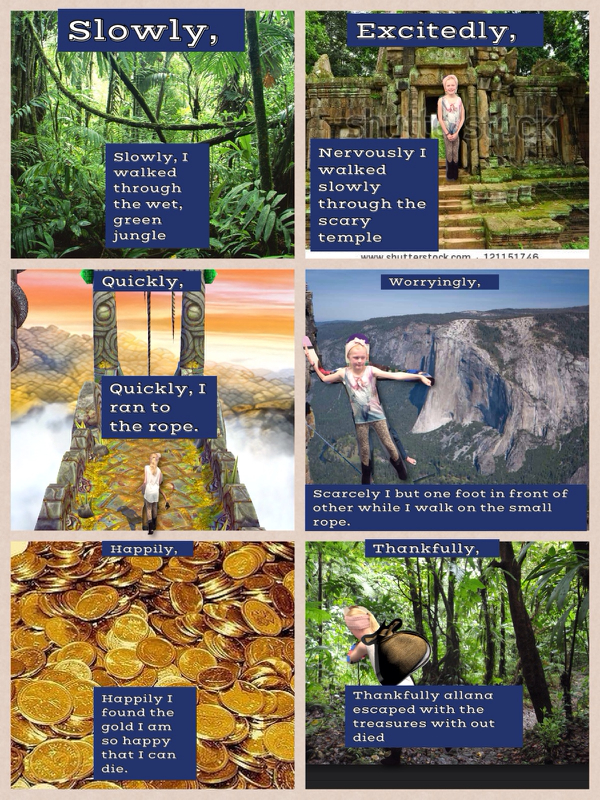 Slowly,
Slowly, I
walked
through
the wet,
green
jungle
Excitedly,
shutterstock
Nervously I
walked
slowly
through the
scary
temple
www.shutterstock.com · 121151746
Quickly,
Quickly, I
ran to
the rope.
Worryingly,
Scarcely I but one foot in front of
other while I walk on the small
rope.
Happily,
Happily I
found the
gold I am
so happy
that I can
die.
Thankfully,
Thankfully allana
escaped with the
treasures with out
died